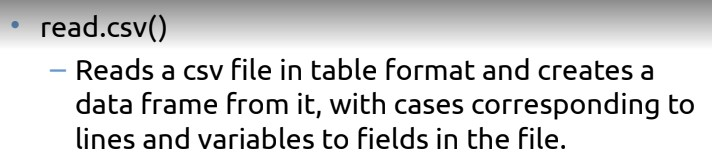 • read.csv()
– Reads a csv file in table format and creates a
data frame from it, with cases corresponding to
lines and variables to fields in the file.